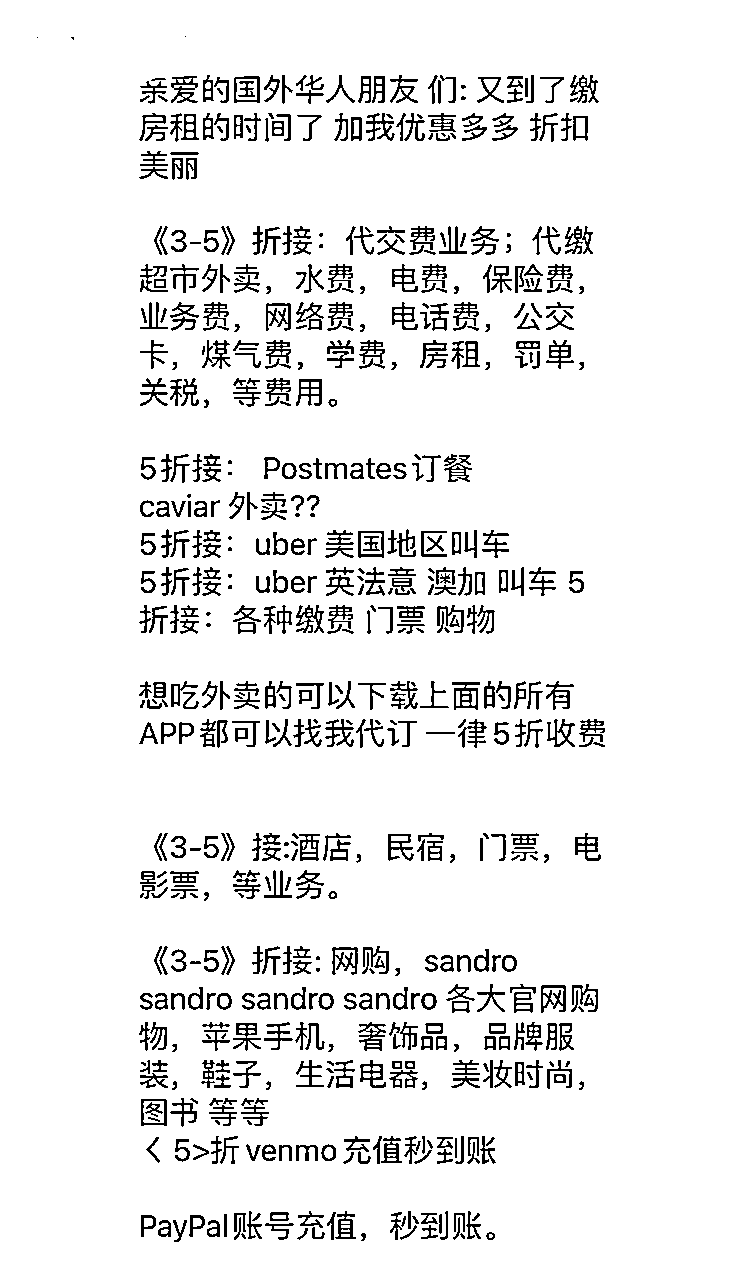 亲爱的国外华人朋友 们: 又到了缴
房租的时间了 加我优惠多多 折扣
美丽
《3-5》折接：代交费业务；代缴
超市外卖，水费，电费，保险费，
业务费，网络费，电话费，公交
卡，煤气费，学费，房租，罚单，
关税，等费用。
5折接： Postmates订餐
caviar 外卖??
5折接：uber 美国地区叫车
5折接：uber 英法意 澳加 叫车 5
折接：各种缴费 门票 购物
想吃外卖的可以下载上面的所有
APP都可以找我代订 一律5折收费
《3-5》接:酒店，民宿，门票，电
影票，等业务。
《3-5》折接: 网购，sandro
sandro sandro sandro 各大官网购
物，苹果手机，奢饰品，品牌服
装，鞋子，生活电器，美妆时尚，
图书 等等
〈 5>折venmo充值秒到账
PayPal账号充值，秒到账。